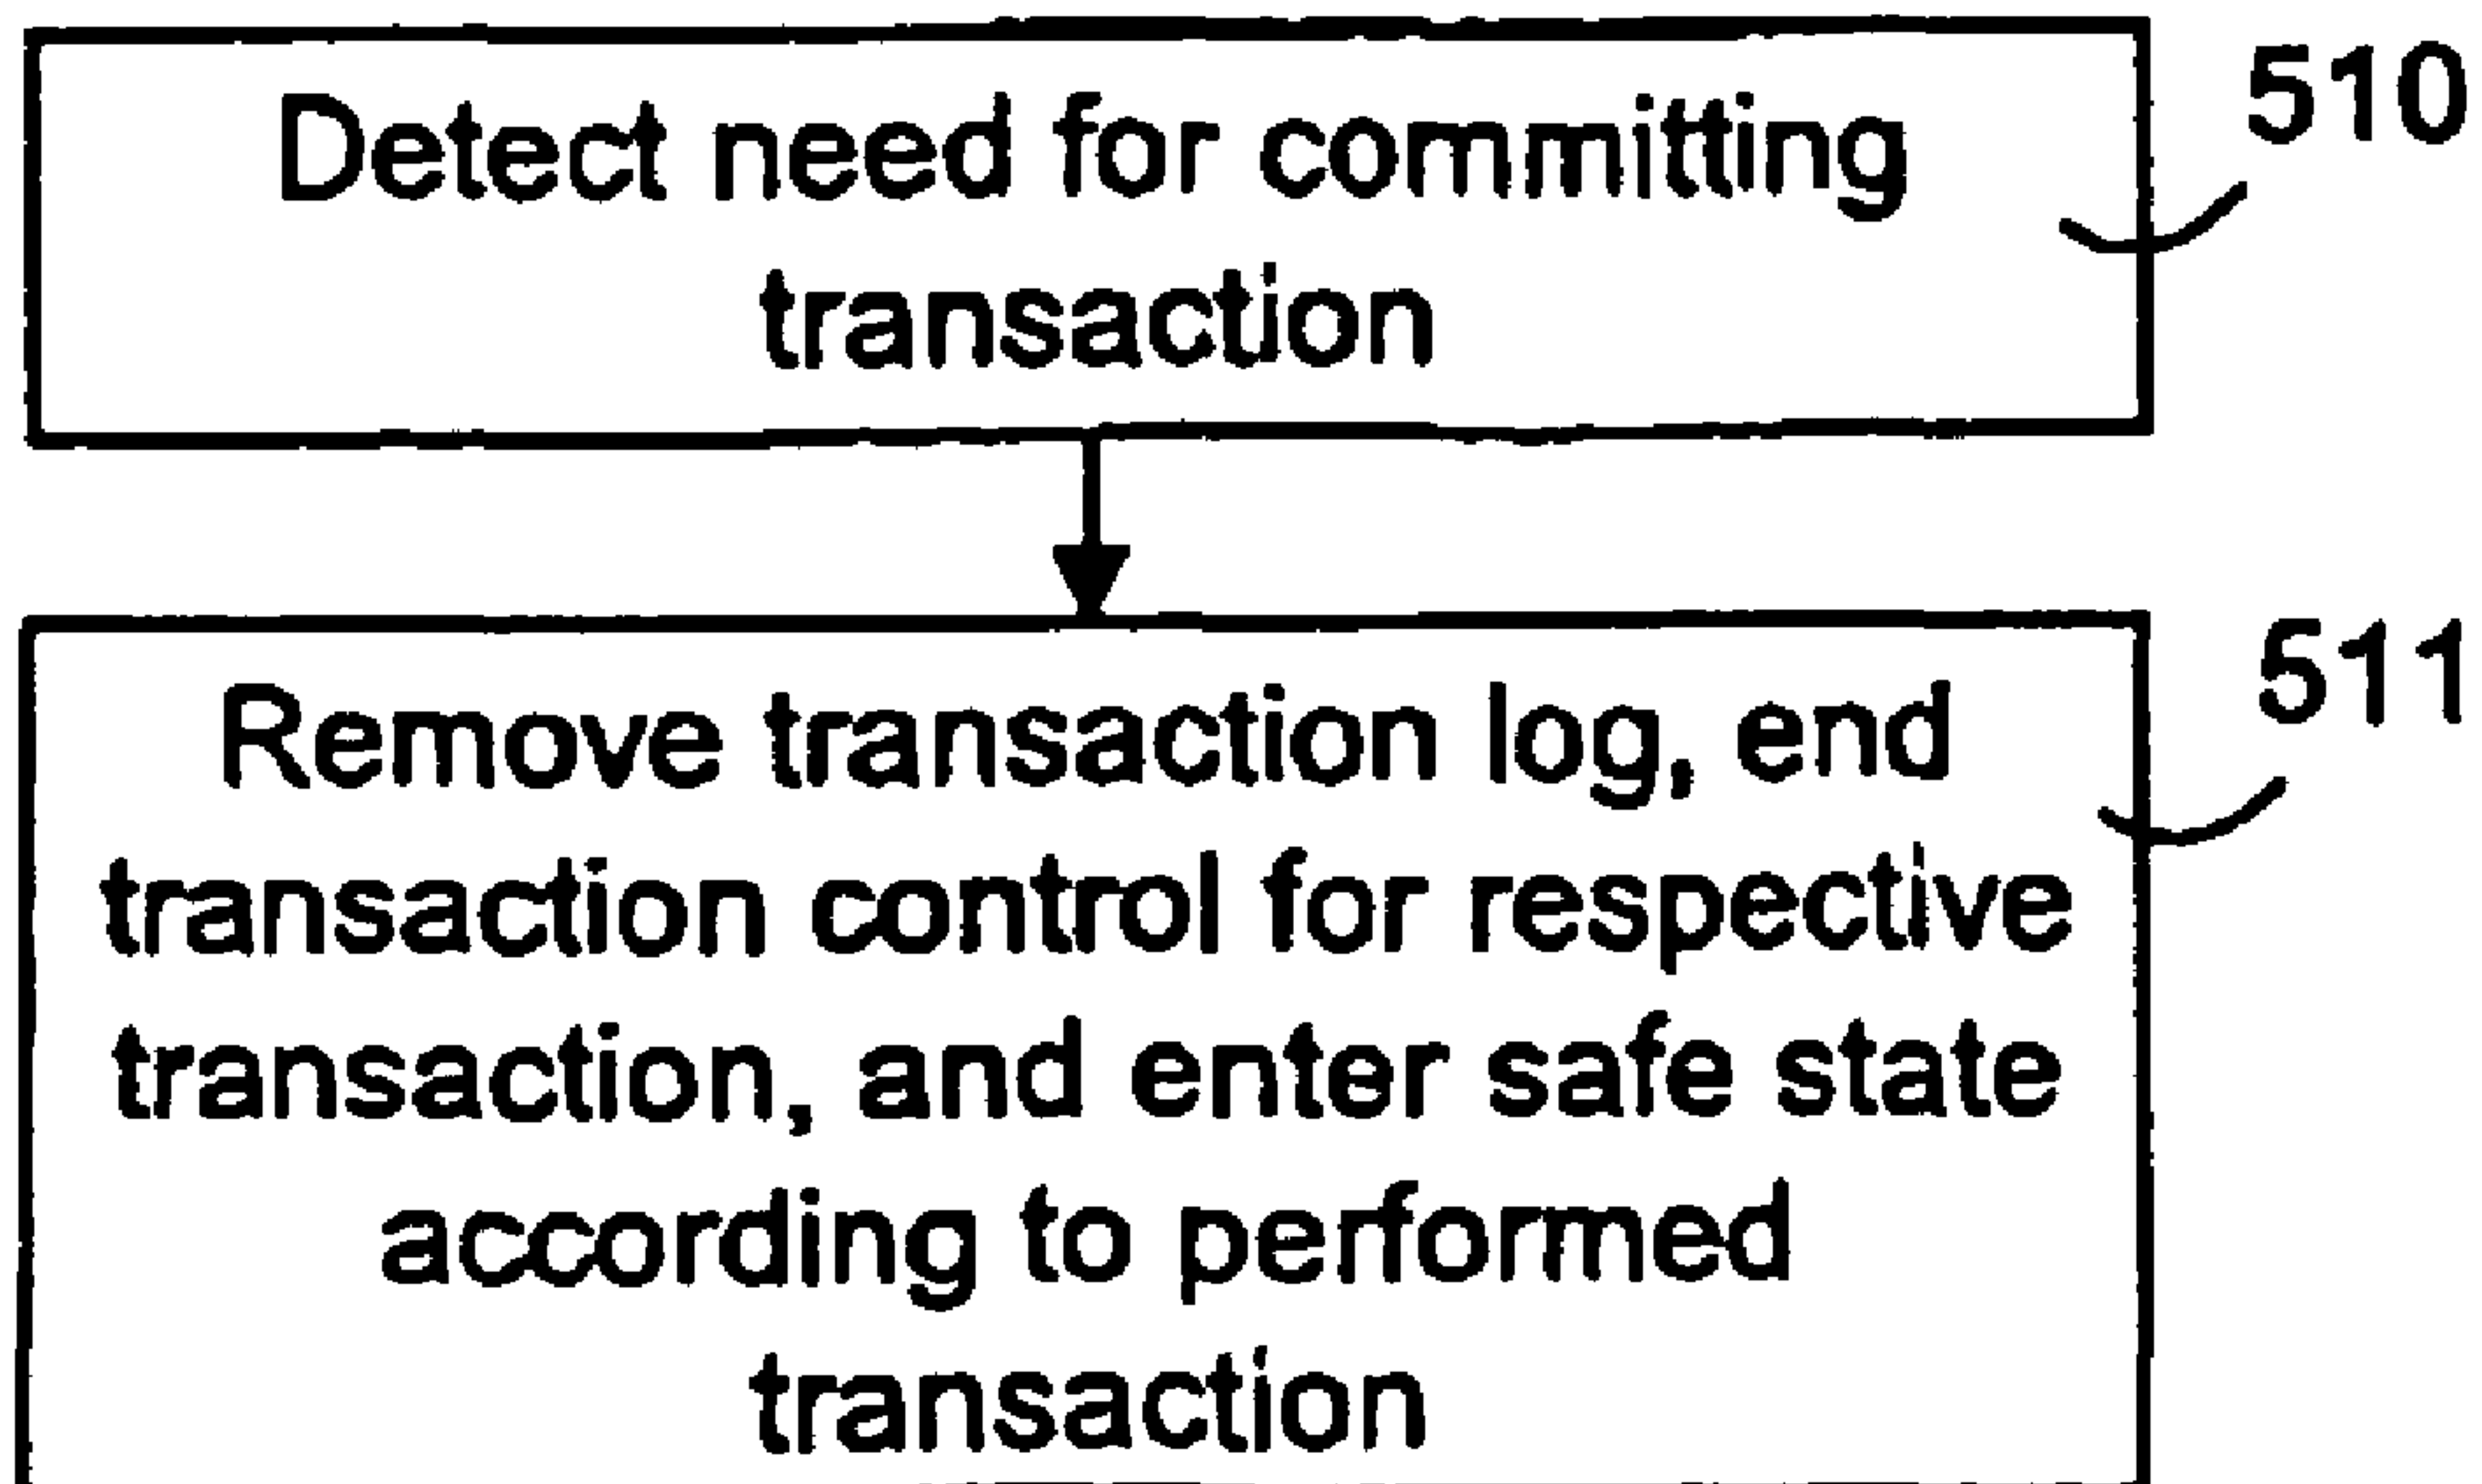 Detect need for committing
transaction
510
Remove transaction log, end
transaction control for respective
transaction, and enter safe state
according to performed
transaction
511